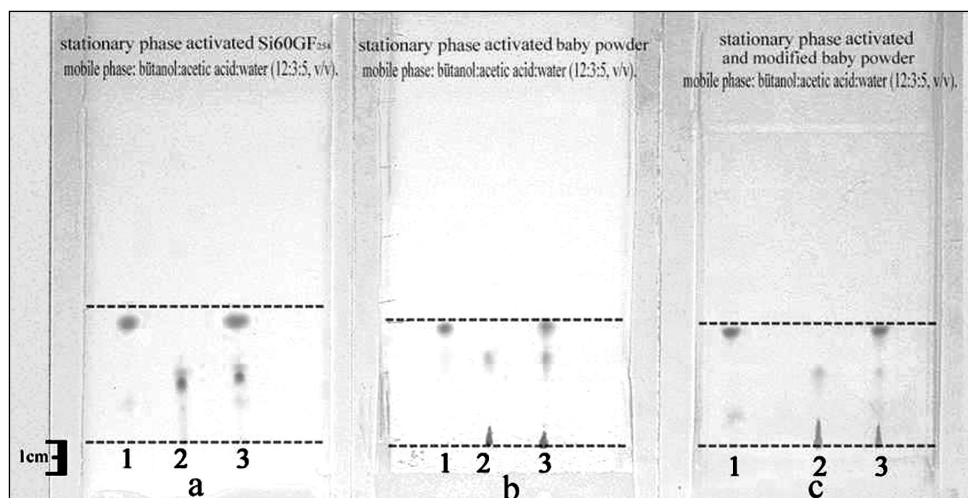 stationary phase activated Si60GF₂₅₄
mobile phase: bütanol:acetic acid:water (12:3:5, v/v).
stationary phase activated baby powder
mobile phase: bütanol:acetic acid:water (12:3:5, v/v).
stationary phase activated
and modified baby powder
mobile phase: bütanol:acetic acid:water (12:3:5, v/v).
1cm
1 2 3
a
1 2 3
b
1 2 3
c